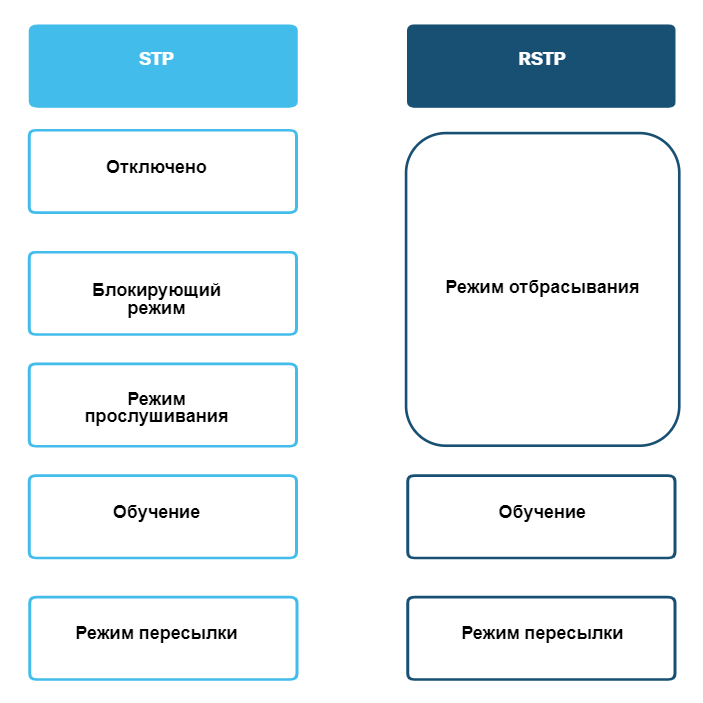 STP
RSTP
Отключено
Блокирующий
режим
Режим отбрасывания
Режим
прослушивания
Обучение
Обучение
Режим пересылки
Режим пересылки